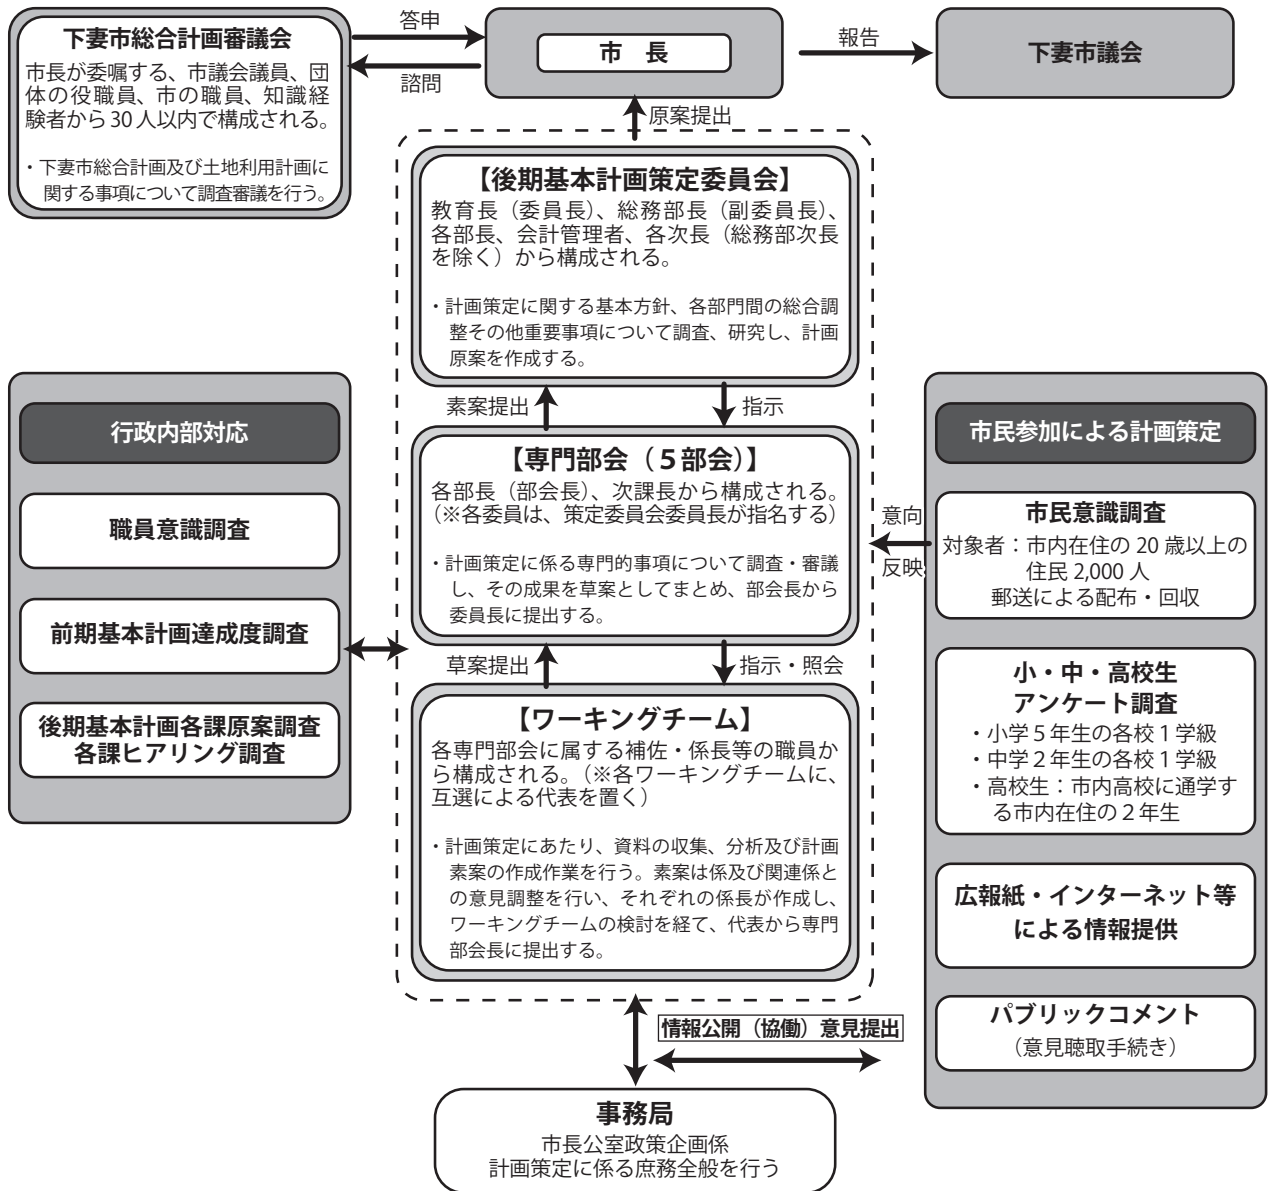 下妻市総合計画審議会
市長が委嘱する、市議会議員、団
体の役職員、市の職員、知識経
験者から30人以内で構成される。
・下妻市総合計画及び土地利用計画に
関する事項について調査審議を行う。
答申
諮問
市　長
報告
下妻市議会
原案提出
【後期基本計画策定委員会】
教育長（委員長）、総務部長（副委員長）、
各部長、会計管理者、各次長（総務部次長
を除く）から構成される。
・計画策定に関する基本方針、各部門間の総合調
整その他重要事項について調査、研究し、計画
原案を作成する。
素案提出
指示
【専門部会（５部会）】
各部長（部会長）、次課長から構成される。
（※各委員は、策定委員会委員長が指名する）
・計画策定に係る専門的事項について調査・審議
し、その成果を草案としてまとめ、部会長から
委員長に提出する。
草案提出
指示・照会
【ワーキングチーム】
各専門部会に属する補佐・係長等の職員か
ら構成される。（※各ワーキングチームに、
互選による代表を置く）
・計画策定にあたり、資料の収集、分析及び計画
素案の作成作業を行う。素案は係及び関連係と
の意見調整を行い、それぞれの係長が作成し、
ワーキングチームの検討を経て、代表から専門
部会長に提出する。
行政内部対応
職員意識調査
前期基本計画達成度調査
後期基本計画各課原案調査
各課ヒアリング調査
意向
反映
市民参加による計画策定
市民意識調査
対象者：市内在住の 20 歳以上の
住民 2,000 人
郵送による配布・回収
小・中・高校生
アンケート調査
・小学５年生の各校１学級
・中学２年生の各校１学級
・高校生：市内高校に通学す
る市内在住の２年生
広報紙・インターネット等
による情報提供
パブリックコメント
（意見聴取手続き）
情報公開（協働）意見提出
事務局
市長公室政策企画係
計画策定に係る庶務全般を行う